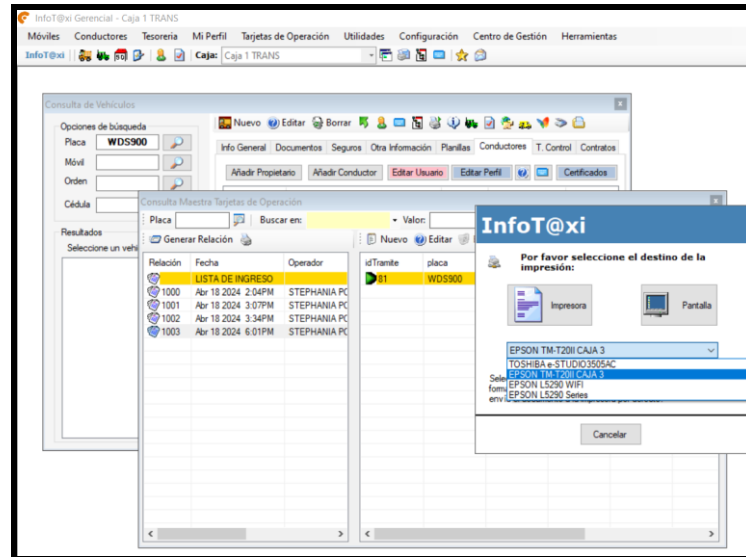 InfoT@xi Gerencial - Caja 1 TRANS
Móviles Conductores Tesoreria Mi Perfil Tarjetas de Operación Utilidades Configuración Centro de Gestión Herramientas
InfoT@xi Caja: Caja 1 TRANS
Consulta de Vehículos
Opciones de búsqueda
Placa WDS900
Móvil
Orden
Cédula
Resultados
Seleccione un vehi
Nuevo Editar Borrar
Info General Documentos Seguros Otra Información Planillas Conductores T. Control Contratos
Añadir Propietario Añadir Conductor Editar Usuario Editar Perfil Certificados
Consulta Maestra Tarjetas de Operación
Placa Buscar en: Valor:
Generar Relación
Nuevo Editar
Relación Fecha Operador
LISTA DE INGRESO
1000 Abr 18 2024 2:04PM STEPHANIA PO
1001 Abr 18 2024 3:07PM STEPHANIA PO
1002 Abr 18 2024 3:34PM STEPHANIA PO
1003 Abr 18 2024 6:01PM STEPHANIA PO
idTramite placa
81 WDS900
InfoT@xi
Por favor seleccione el destino de la
impresión:
Impresora Pantalla
EPSON TM-T20II CAJA 3
TOSHIBA e-STUDIO3505AC
EPSON TM-T20II CAJA 3
EPSON L5290 WIFI
EPSON L5290 Series
Cancelar